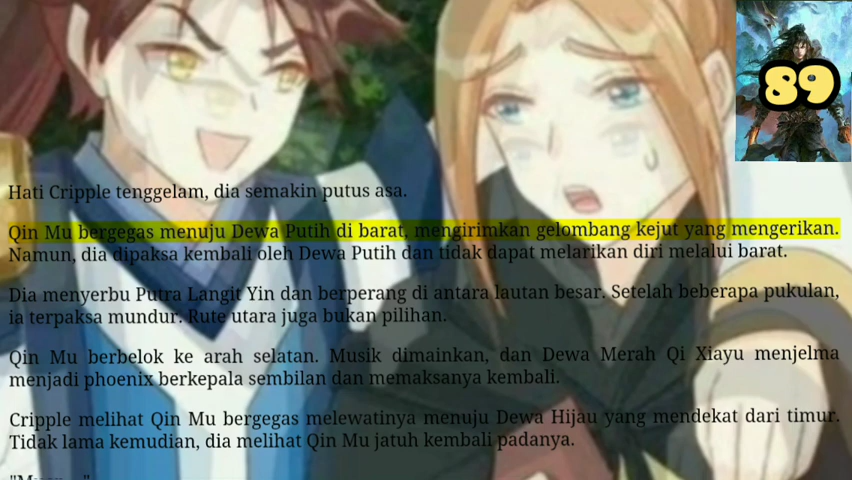 89
Hati Cripple tenggelam, dia semakin putus asa.
Qin Mu bergegas menuju Dewa Putih di barat, mengirimkan gelombang kejut yang mengerikan.
Namun, dia dipaksa kembali oleh Dewa Putih dan tidak dapat melarikan diri melalui barat.
Dia menyerbu Putra Langit Yin dan berperang di antara lautan besar. Setelah beberapa pukulan,
ia terpaksa mundur. Rute utara juga bukan pilihan.
Qin Mu berbelok ke arah selatan. Musik dimainkan, dan Dewa Merah Qi Xiayu menjelma
menjadi phoenix berkepala sembilan dan memaksanya kembali.
Cripple melihat Qin Mu bergegas melewatinya menuju Dewa Hijau yang mendekat dari timur.
Tidak lama kemudian, dia melihat Qin Mu jatuh kembali padanya.